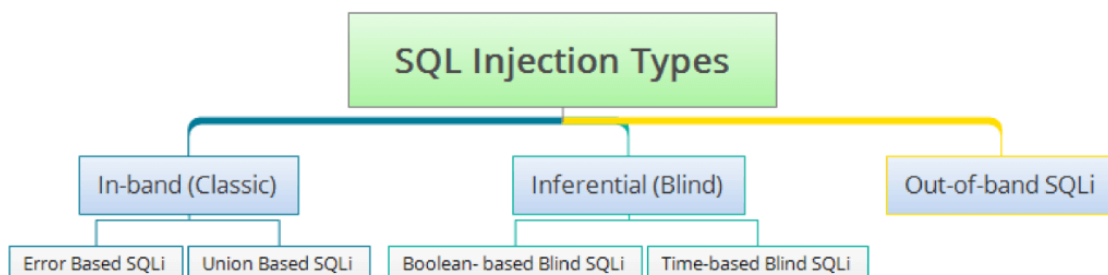 SQL Injection Types
In-band (Classic)
Inferential (Blind)
Out-of-band SQLi
Error Based SQLi
Union Based SQLi
Boolean- based Blind SQLi
Time-based Blind SQLi